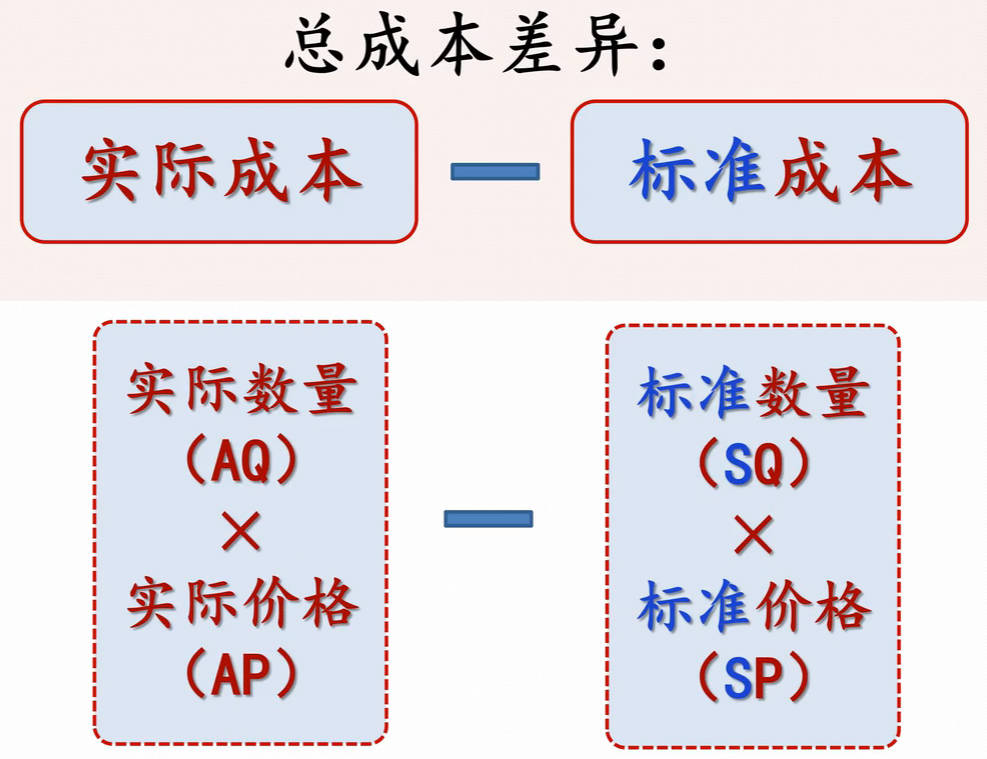 总成本差异：
实际成本 — 标准成本
实际数量
（AQ）
×
实际价格
（AP）
—
标准数量
（SQ）
×
标准价格
（SP）